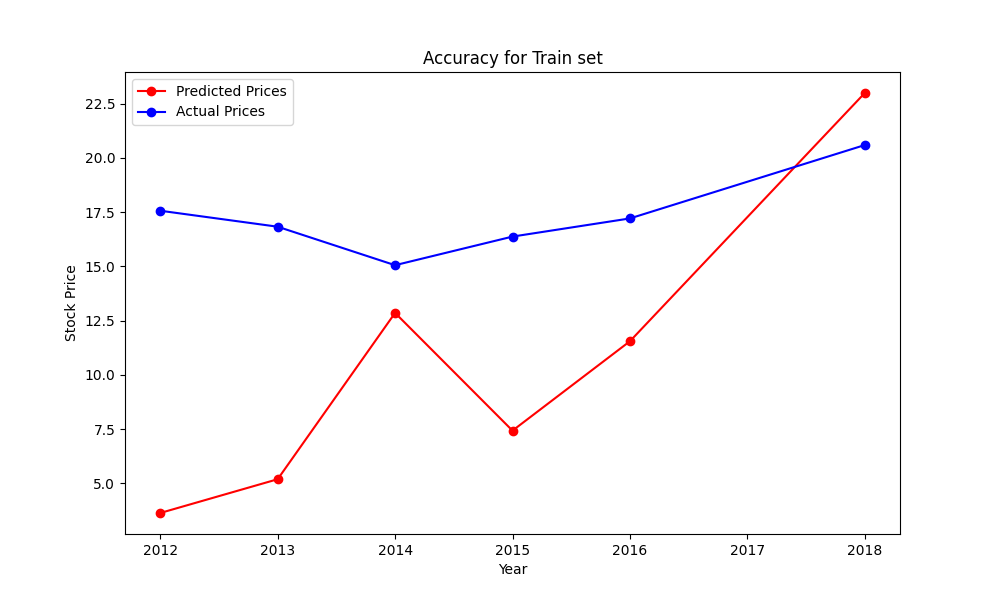 Accuracy for Train set
Predicted Prices
Actual Prices
22.5
20.0
17.5
15.0
12.5
10.0
7.5
5.0
Stock Price
2012 2013 2014 2015 2016 2017 2018
Year